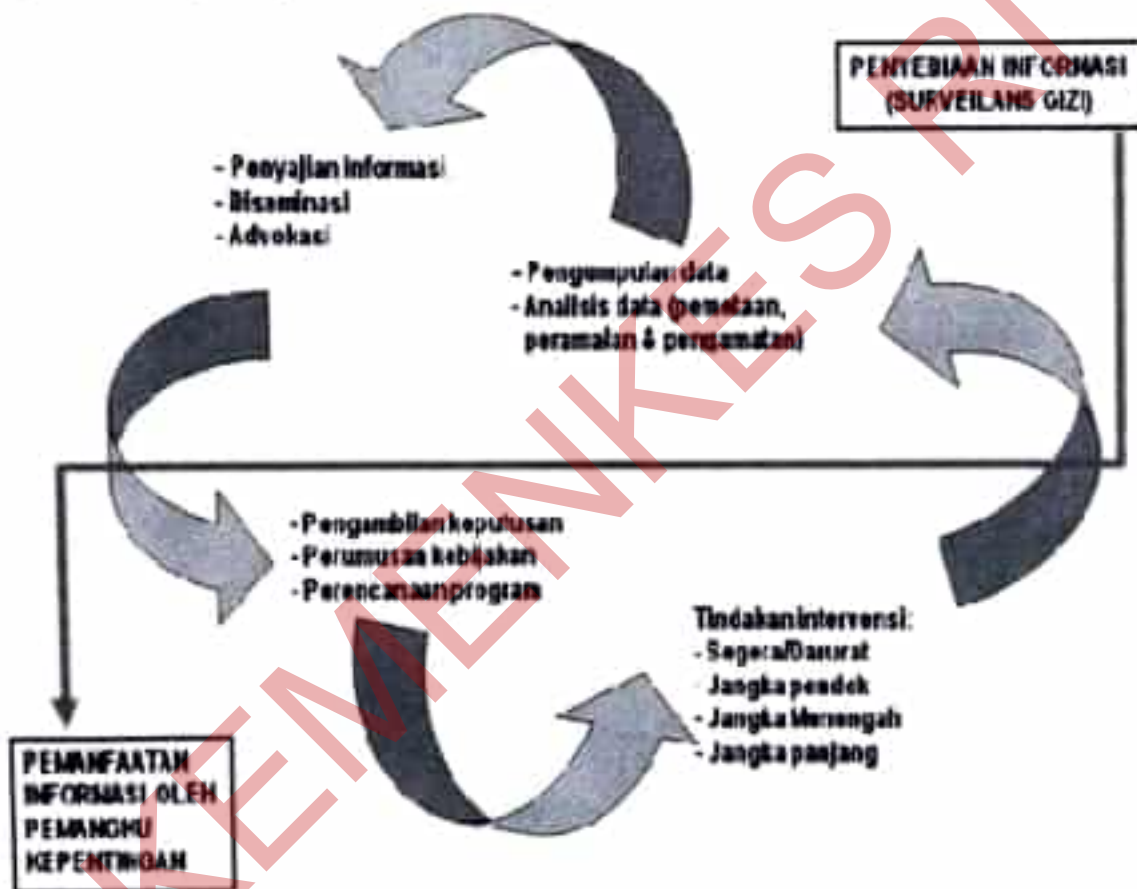 PENYEDIAAN INFORMASI
(SURVEILANS GIZI)
- Penyajian informasi
- Diseminasi
- Advokasi
- Pengumpulan data
- Analisis data (pemetaan,
peramalan & pengamatan)
- Pengambilan keputusan
- Perumusan kebijakan
- Perencanaan program
Tindakan intervensi:
- Segera/Darurat
Jangka pendek
- Jangka Menengah
- Jangka panjang
PEMANFAATAN
INFORMASI OLEH
PEMANGKU
KEPENTINGAN
KEMENKES RI